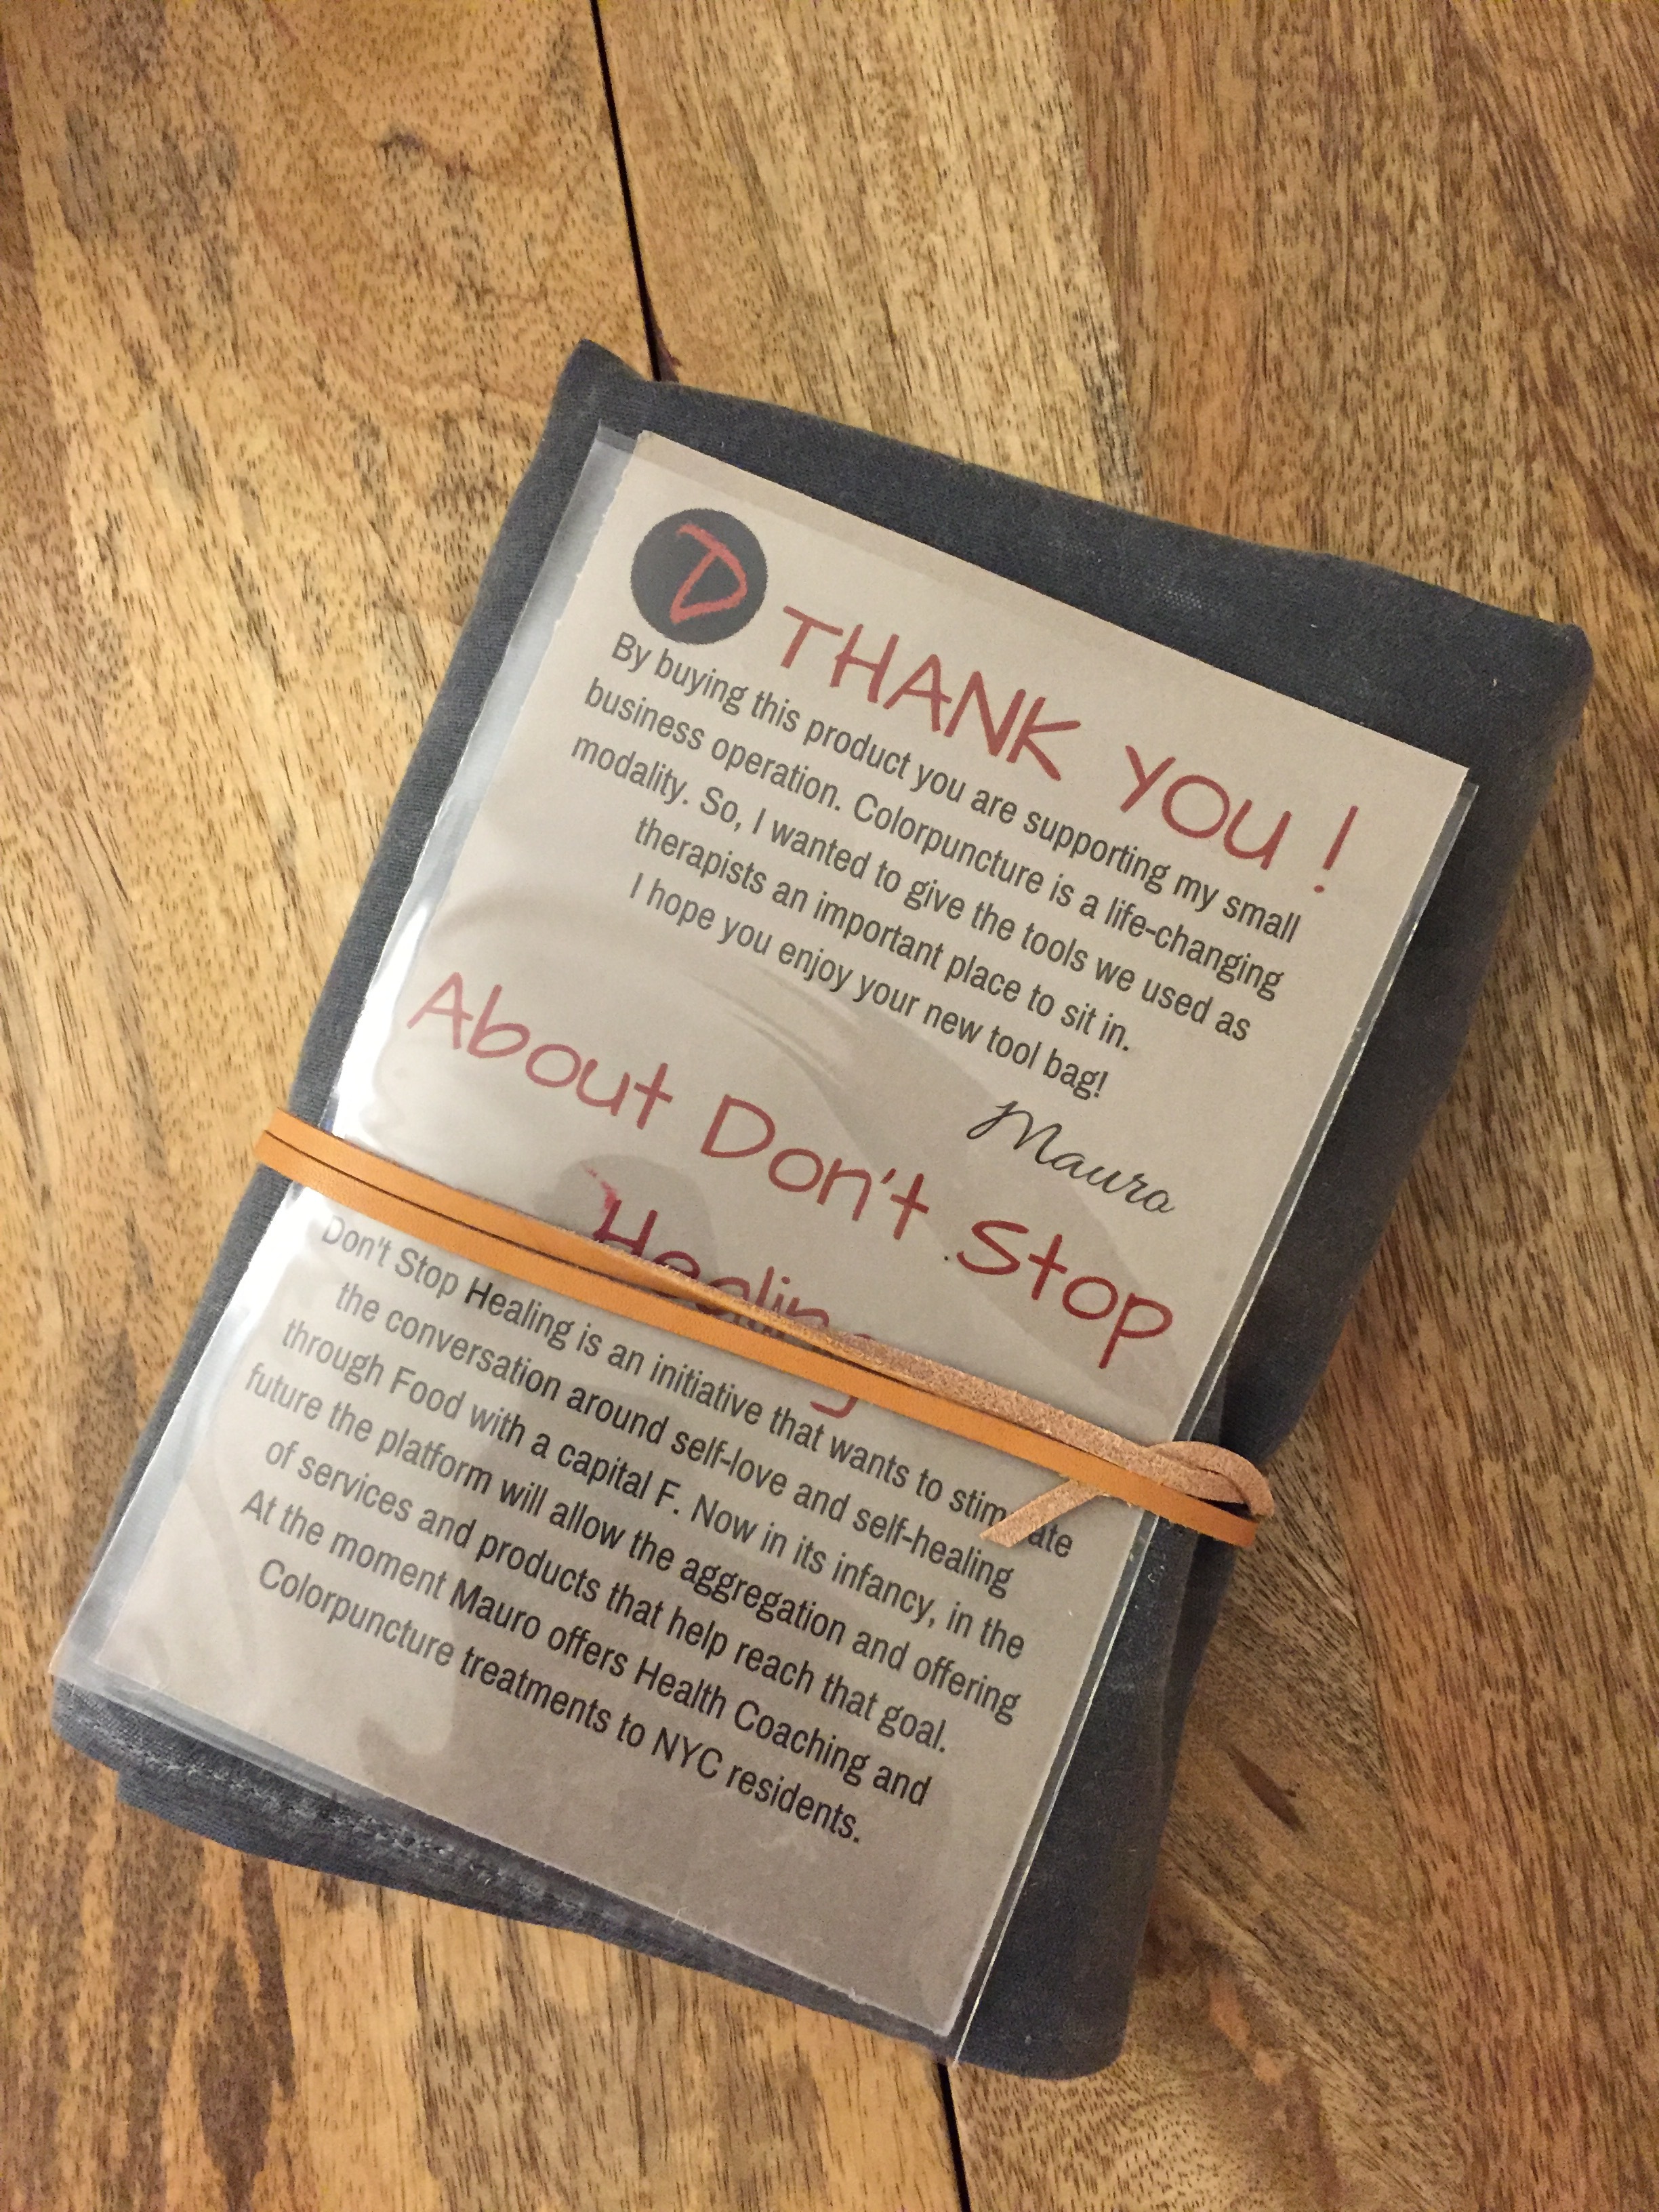 D
THANK YOU !
By buying this product you are supporting my small
business operation. Colorpuncture is a life-changing
modality. So, I wanted to give the tools we used as
therapists an important place to sit in.
I hope you enjoy your new tool bag!
Mauro
About Don't Stop
Healing
Don't Stop Healing is an initiative that wants to stimulate
the conversation around self-love and self-healing
through Food with a capital F. Now in its infancy, in the
future the platform will allow the aggregation and offering
of services and products that help reach that goal.
At the moment Mauro offers Health Coaching and
Colorpuncture treatments to NYC residents.